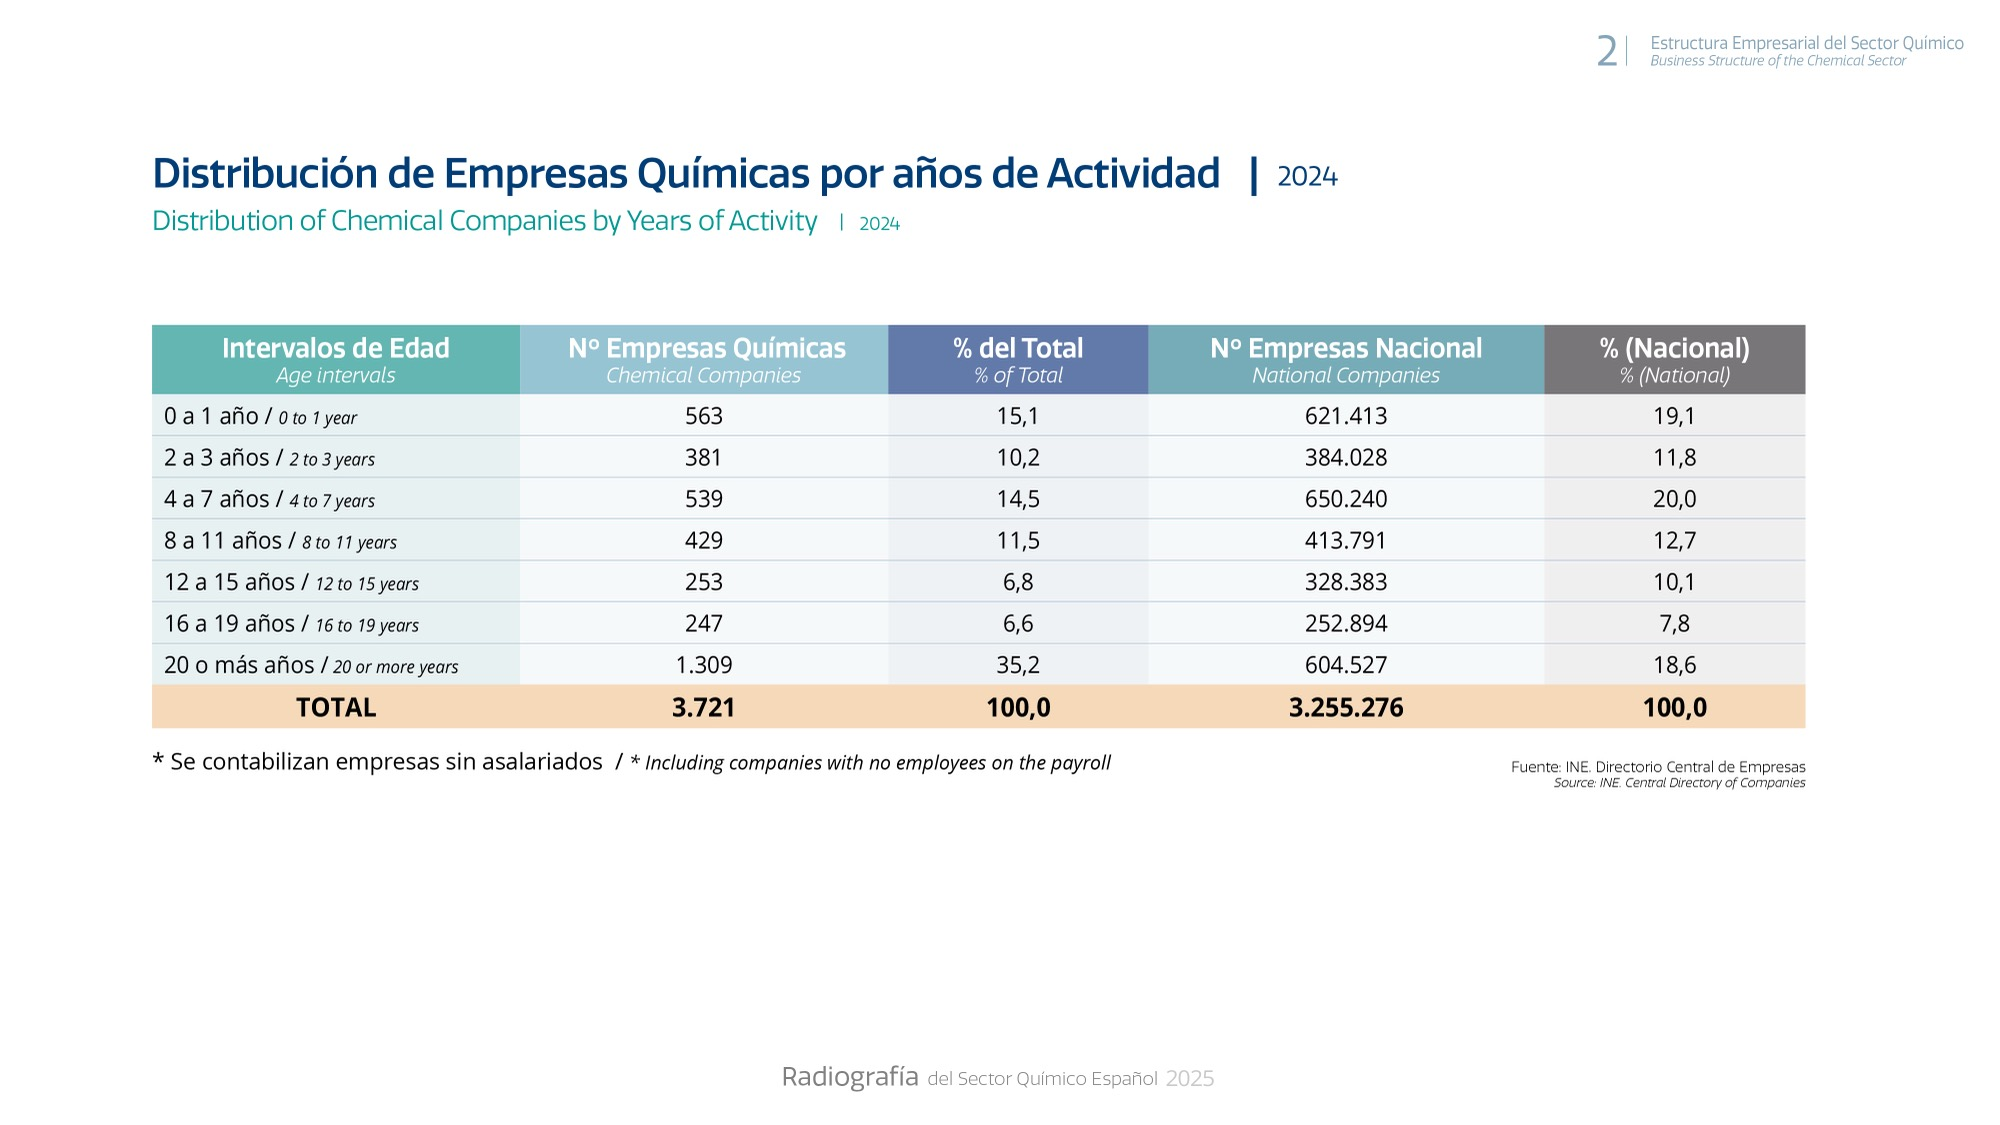 2 | Estructura Empresarial del Sector Químico
Business Structure of the Chemical Sector
Distribución de Empresas Químicas por años de Actividad | 2024
Distribution of Chemical Companies by Years of Activity | 2024
Intervalos de Edad Nº Empresas Químicas % del Total Nº Empresas Nacional % (Nacional)
Age intervals Chemical Companies % of Total National Companies % (National)
0 a 1 año / 0 to 1 year 563 15,1 621.413 19,1
2 a 3 años / 2 to 3 years 381 10,2 384.028 11,8
4 a 7 años / 4 to 7 years 539 14,5 650.240 20,0
8 a 11 años / 8 to 11 years 429 11,5 413.791 12,7
12 a 15 años / 12 to 15 years 253 6,8 328.383 10,1
16 a 19 años / 16 to 19 years 247 6,6 252.894 7,8
20 o más años / 20 or more years 1.309 35,2 604.527 18,6
TOTAL 3.721 100,0 3.255.276 100,0
* Se contabilizan empresas sin asalariados / * Including companies with no employees on the payroll
Fuente: INE. Directorio Central de Empresas
Source: INE. Central Directory of Companies
Radiografía del Sector Químico Español 2025